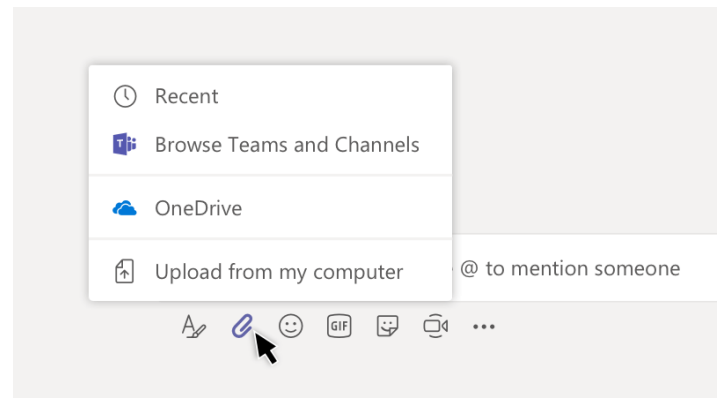 Recent
Browse Teams and Channels
OneDrive
@ to mention someone
Upload from my computer
GIF